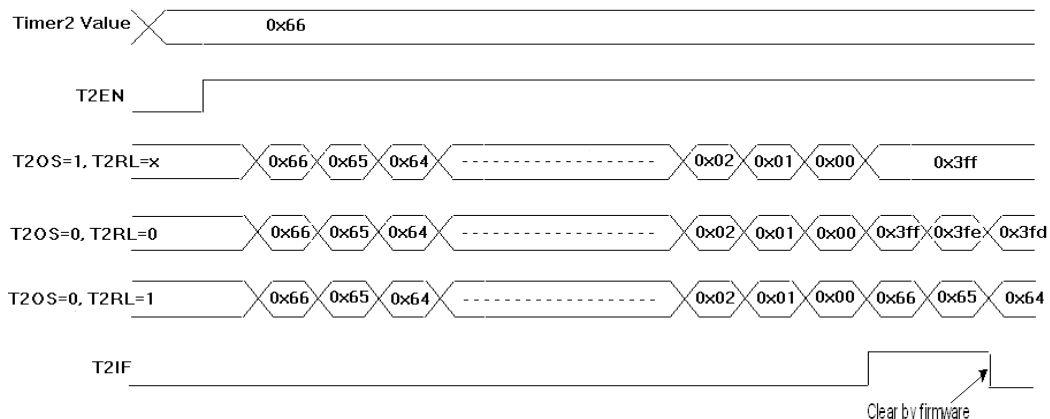 Timer2 Value 0x66
T2EN
T2OS=1, T2RL=x 0x66 0x65 0x64 0x02 0x01 0x00 0x3ff
T2OS=0, T2RL=0 0x66 0x65 0x64 0x02 0x01 0x00 0x3ff 0x3fe 0x3fd
T2OS=0, T2RL=1 0x66 0x65 0x64 0x02 0x01 0x00 0x66 0x65 0x64
T2IF
Clear by firmware